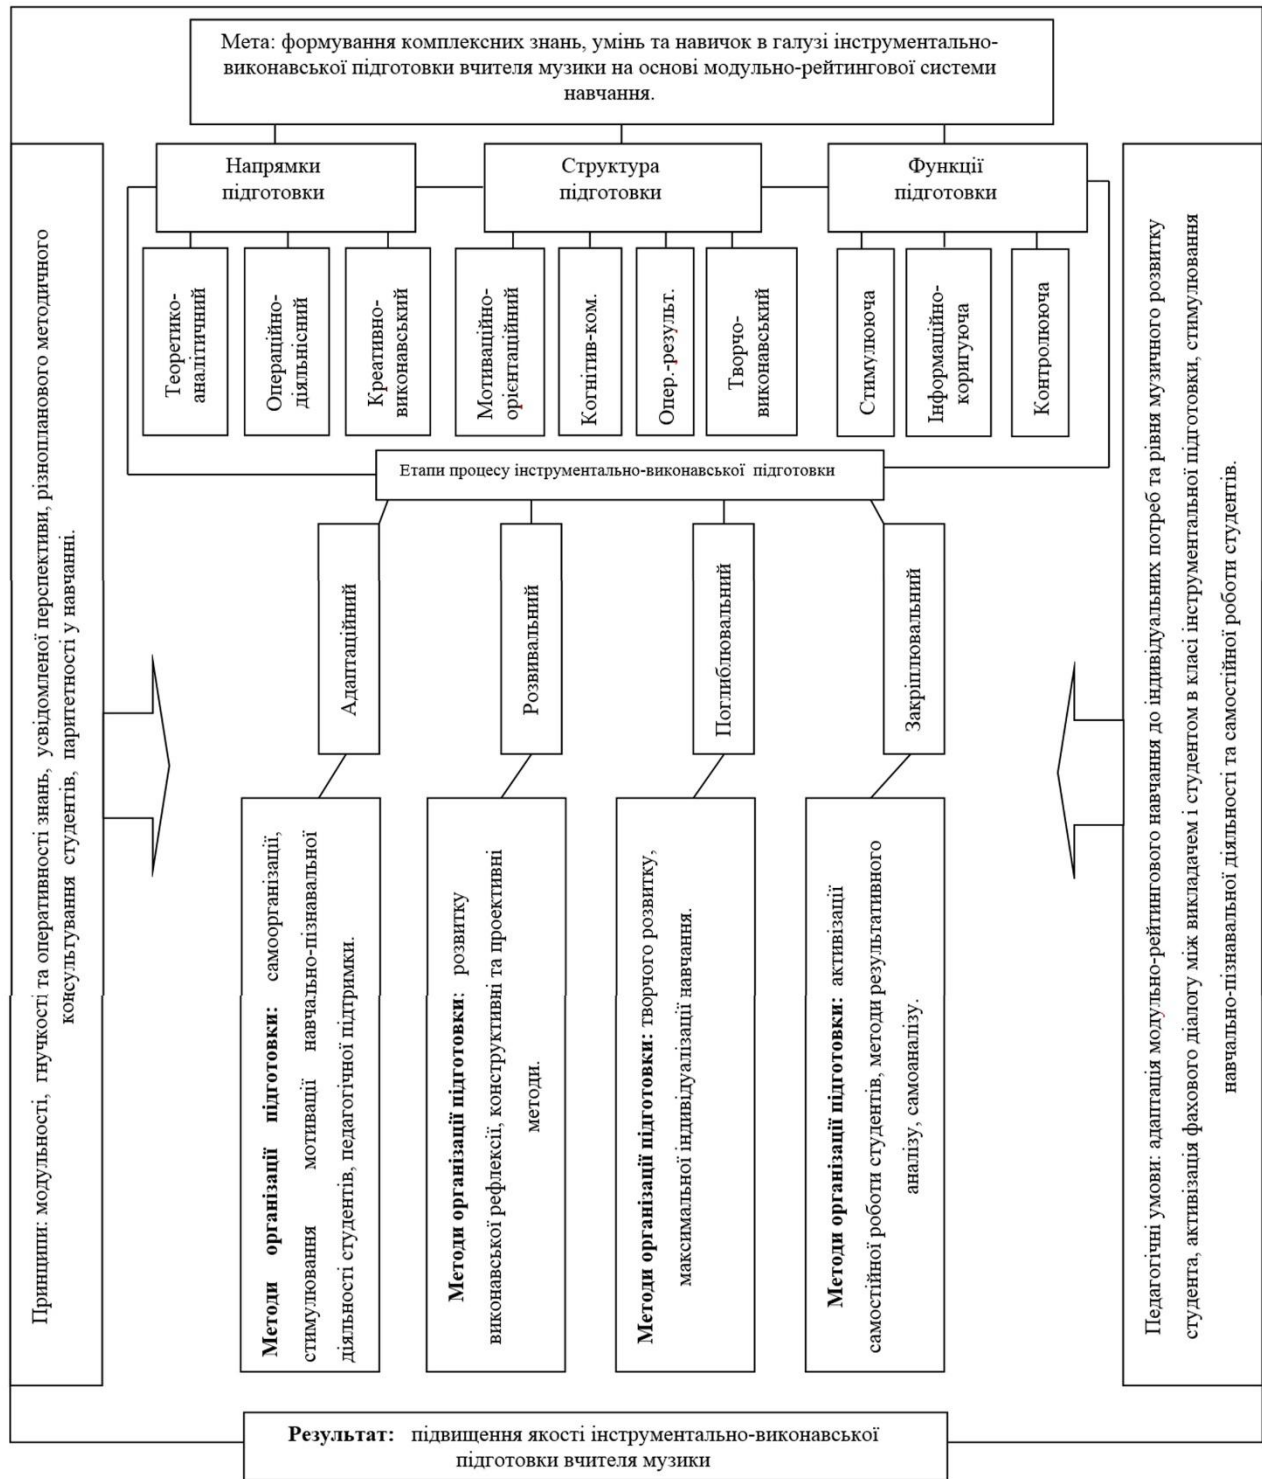 Мета: формування комплексних знань, умінь та навичок в галузі інструментально-
виконавської підготовки вчителя музики на основі модульно-рейтингової системи
навчання.
Напрямки
підготовки
Структура
підготовки
Функції
підготовки
Теоретико-
аналітичний
Операційно-
діяльнісний
Креативно-
виконавський
Мотиваційно-
орієнтаційний
Когнітив-ком.
Опер.-результ.
Творчо-
виконавський
Стимулююча
Інформаційно-
коригуюча
Контролююча
Принципи: модульності, гнучкості та оперативності знань, усвідомленої перспективи, різнопланового методичного
консультування студентів, паритетності у навчанні.
Етапи процесу інструментально-виконавської підготовки
Адаптаційний
Розвивальний
Поглиблювальний
Закріплювальний
Методи організації підготовки: самоорганізації,
стимулювання мотивації навчально-пізнавальної
діяльності студентів, педагогічної підтримки.
Методи організації підготовки: розвитку
виконавської рефлексії, конструктивні та проективні
методи.
Методи організації підготовки: творчого розвитку,
максимальної індивідуалізації навчання.
Методи організації підготовки: активізації
самостійної роботи студентів, методи результативного
аналізу, самоаналізу.
Педагогічні умови: адаптація модульно-рейтингового навчання до індивідуальних потреб та рівня музичного розвитку
студента, активізація фахового діалогу між викладачем і студентом в класі інструментальної підготовки, стимулювання
навчально-пізнавальної діяльності та самостійної роботи студентів.
Результат: підвищення якості інструментально-виконавської
підготовки вчителя музики